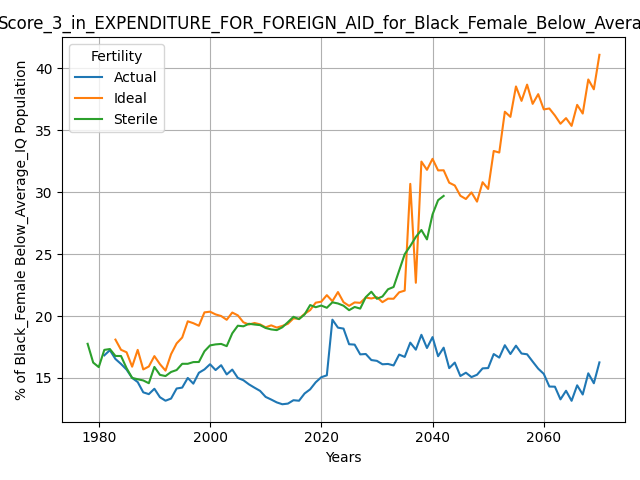 Score_3_in_EXPENDITURE_FOR_FOREIGN_AID_for_Black_Female_Below_Avera
% of Black_Female Below_Average_IQ Population
Fertility
Actual
Ideal
Sterile
40
35
30
25
20
15
1980
2000
2020
2040
2060
Years